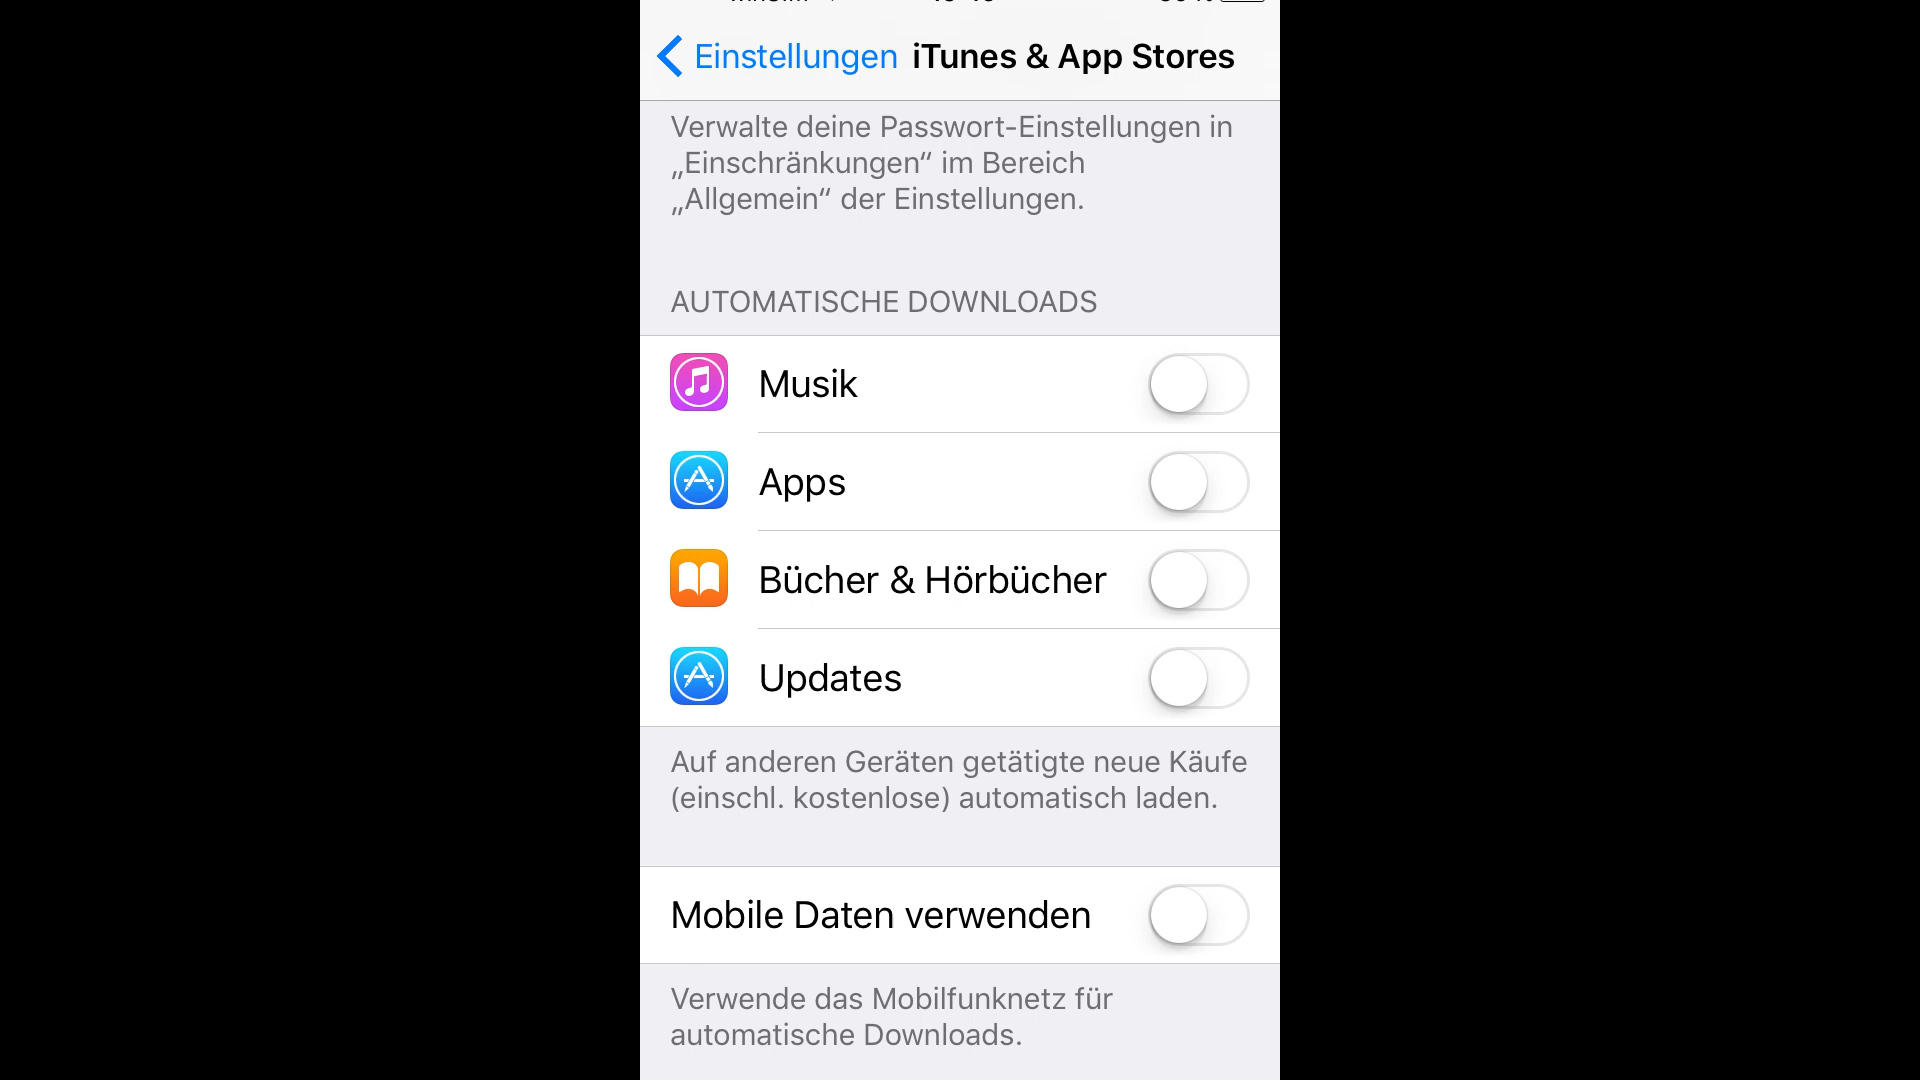 Einstellungen iTunes & App Stores
Verwalte deine Passwort-Einstellungen in
„Einschränkungen“ im Bereich
„Allgemein“ der Einstellungen.
AUTOMATISCHE DOWNLOADS
Musik
Apps
Bücher & Hörbücher
Updates
Auf anderen Geräten getätigte neue Käufe
(einschl. kostenlose) automatisch laden.
Mobile Daten verwenden
Verwende das Mobilfunknetz für
automatische Downloads.